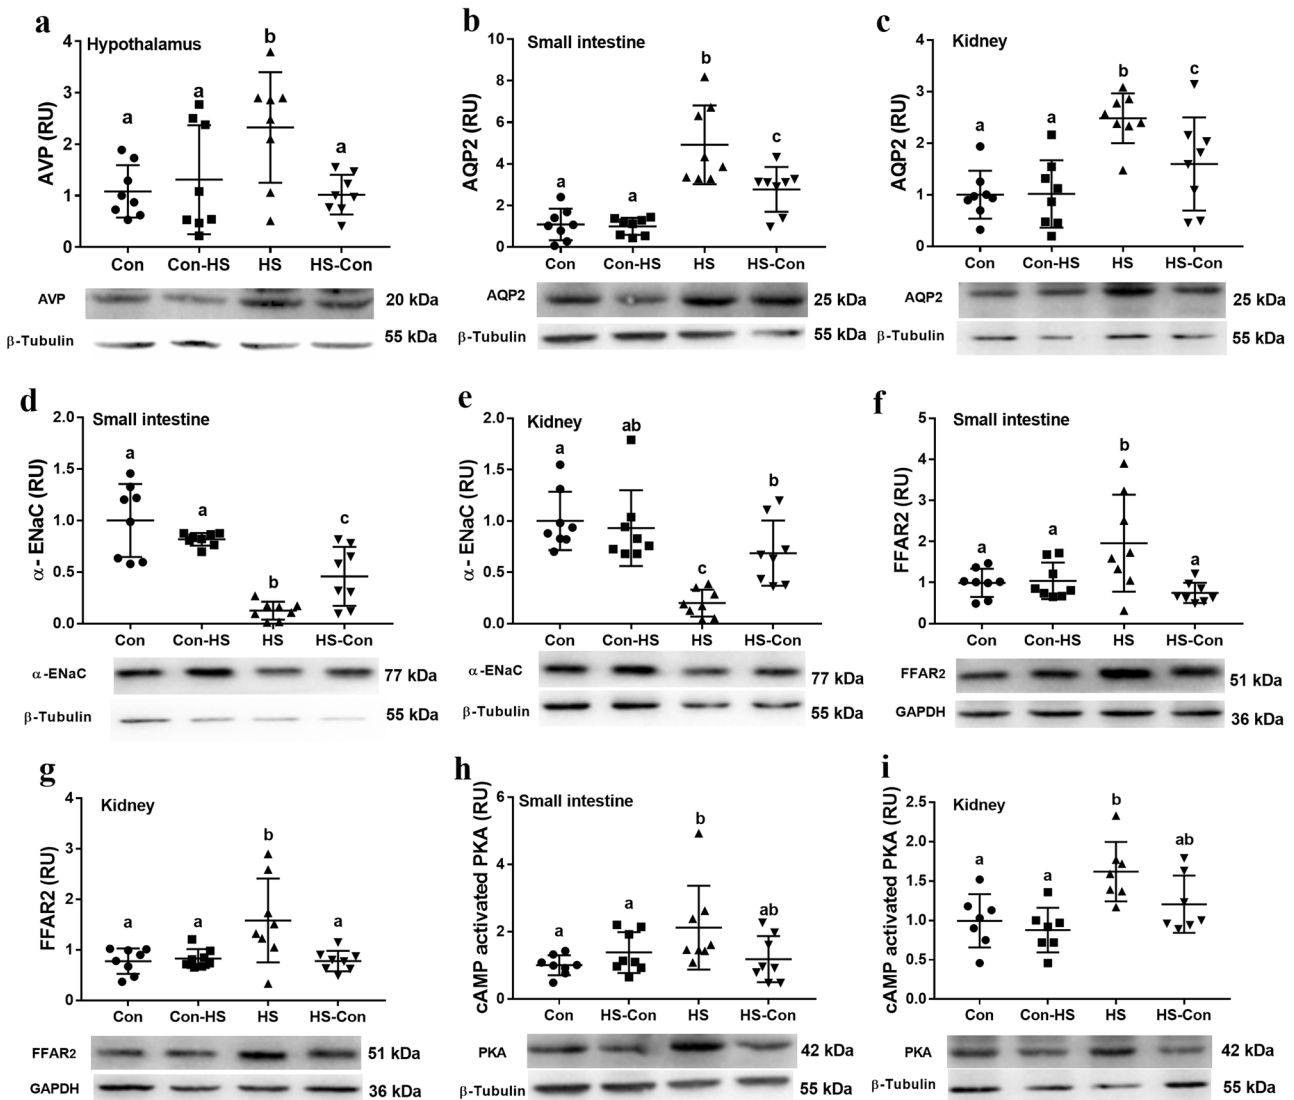 a
Hypothalamus
AVP (RU)
4
3
2
1
0
a
a
b
a
Con
Con-HS
HS
HS-Con
AVP
20 kDa
β-Tubulin
55 kDa
b
Small intestine
AQP2 (RU)
10
8
6
4
2
0
a
a
b
c
Con
Con-HS
HS
HS-Con
AQP2
25 kDa
β-Tubulin
55 kDa
c
Kidney
AQP2 (RU)
4
3
2
1
0
a
a
b
c
Con
Con-HS
HS
HS-Con
AQP2
25 kDa
β-Tubulin
55 kDa
d
Small intestine
α- ENaC (RU)
2.0
1.5
1.0
0.5
0.0
a
a
b
c
Con
Con-HS
HS
HS-Con
α-ENaC
77 kDa
β-Tubulin
55 kDa
e
Kidney
α- ENaC (RU)
2.0
1.5
1.0
0.5
0.0
a
ab
c
b
Con
Con-HS
HS
HS-Con
α-ENaC
77 kDa
β-Tubulin
55 kDa
f
Small intestine
FFAR2 (RU)
5
4
3
2
1
0
a
a
b
a
Con
Con-HS
HS
HS-Con
FFAR2
51 kDa
GAPDH
36 kDa
g
Kidney
FFAR2 (RU)
4
3
2
1
0
a
a
b
a
Con
Con-HS
HS
HS-Con
FFAR2
51 kDa
GAPDH
36 kDa
h
Small intestine
cAMP activated PKA (RU)
6
4
2
0
a
a
b
ab
Con
HS-Con
HS
HS-Con
PKA
42 kDa
β-Tubulin
55 kDa
i
Kidney
cAMP activated PKA (RU)
2.5
2.0
1.5
1.0
0.5
0.0
a
a
b
ab
Con
Con-HS
HS
HS-Con
PKA
42 kDa
β-Tubulin
55 kDa